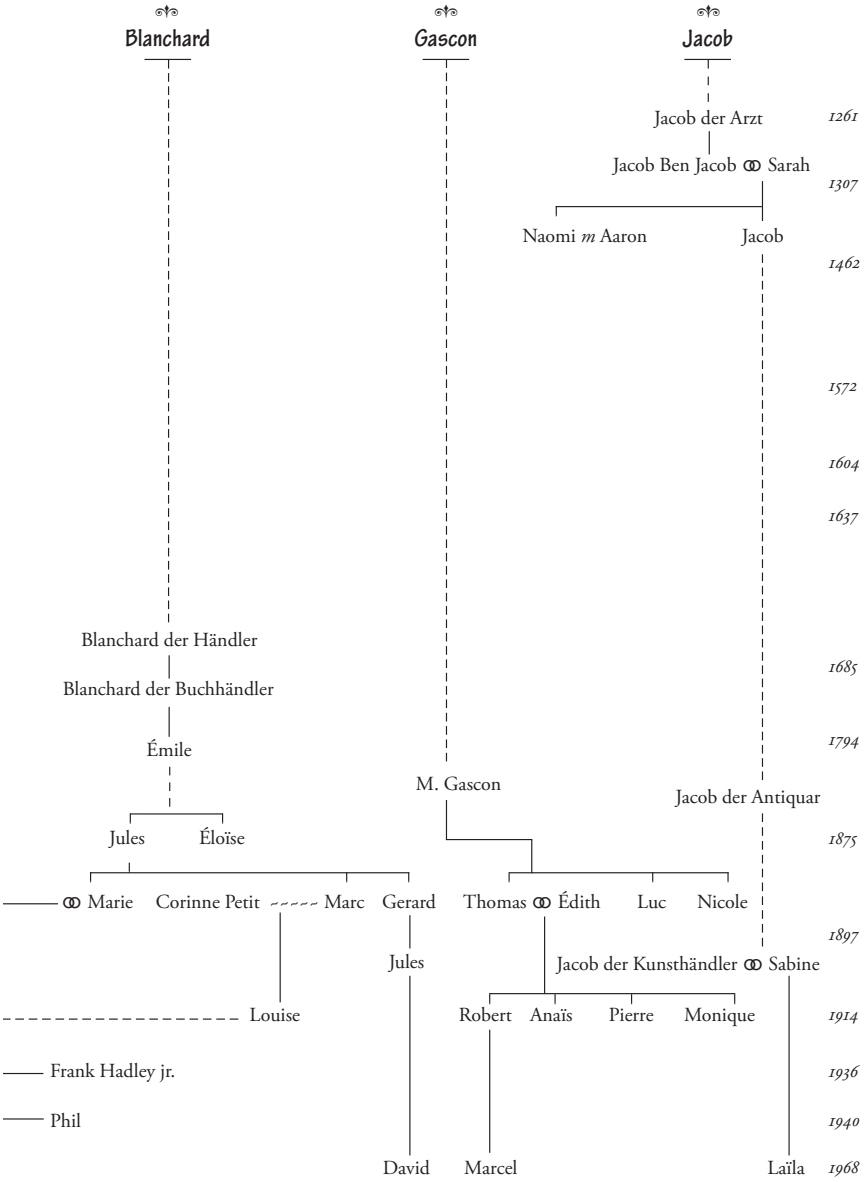 Blanchard Gascon Jacob
Jacob der Arzt 1261
Jacob Ben Jacob ⚭ Sarah
1307
Naomi m Aaron Jacob
1462
1572
1604
1637
Blanchard der Händler
1685
Blanchard der Buchhändler
1794
Émile
M. Gascon
Jacob der Antiquar
Jules Éloïse 1875
⚭ Marie Corinne Petit ~~~~~ Marc Gerard Thomas ⚭ Édith Luc Nicole
1897
Jules Jacob der Kunsthändler ⚭ Sabine
Louise Robert Anaïs Pierre Monique 1914
Frank Hadley jr. 1936
Phil 1940
David Marcel Laïla 1968